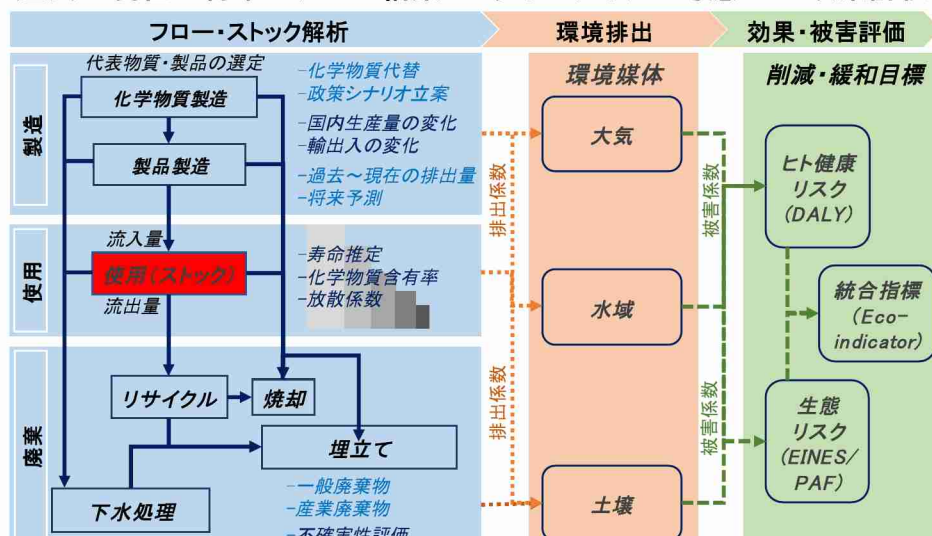 フロー・ストック解析
環境排出
効果・被害評価
製造
代表物質・製品の選定
化学物質製造
製品製造
-化学物質代替
-政策シナリオ立案
-国内生産量の変化
-輸出入の変化
-過去～現在の排出量
-将来予測
使用
流入量
使用(ストック)
流出量
-寿命推定
-化学物質含有率
-放散係数
廃棄
リサイクル
焼却
埋立て
下水処理
-一般廃棄物
-産業廃棄物
-不確実性評価
排出係数
排出係数
環境媒体
大気
水域
土壌
被害係数
被害係数
削減・緩和目標
ヒト健康
リスク
(DALY)
統合指標
(Eco-
indicator)
生態
リスク
(EINES/
PAF)